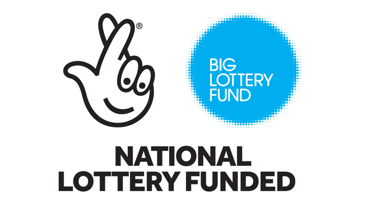 ®
BIG
LOTTERY
FUND
NATIONAL
LOTTERY FUNDED